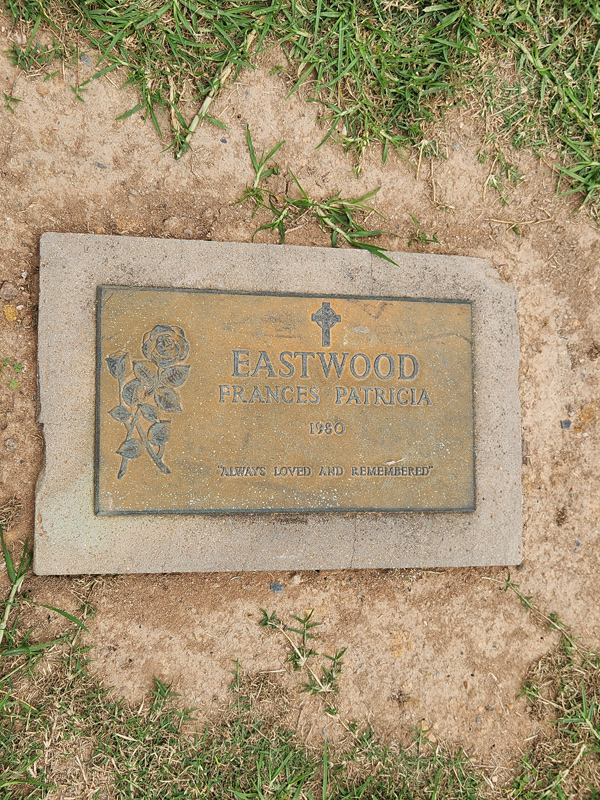 EASTWOOD
FRANCES PATRICIA
1980
"ALWAYS LOVED AND REMEMBERED"